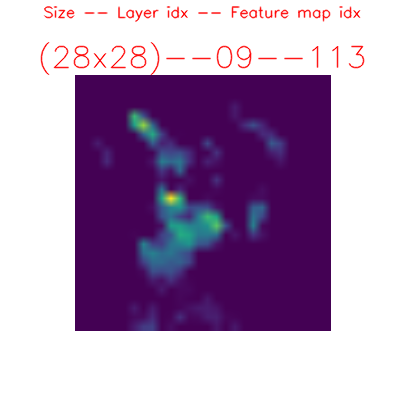 Size -- Layer idx -- Feature map idx
(28x28)--09--113